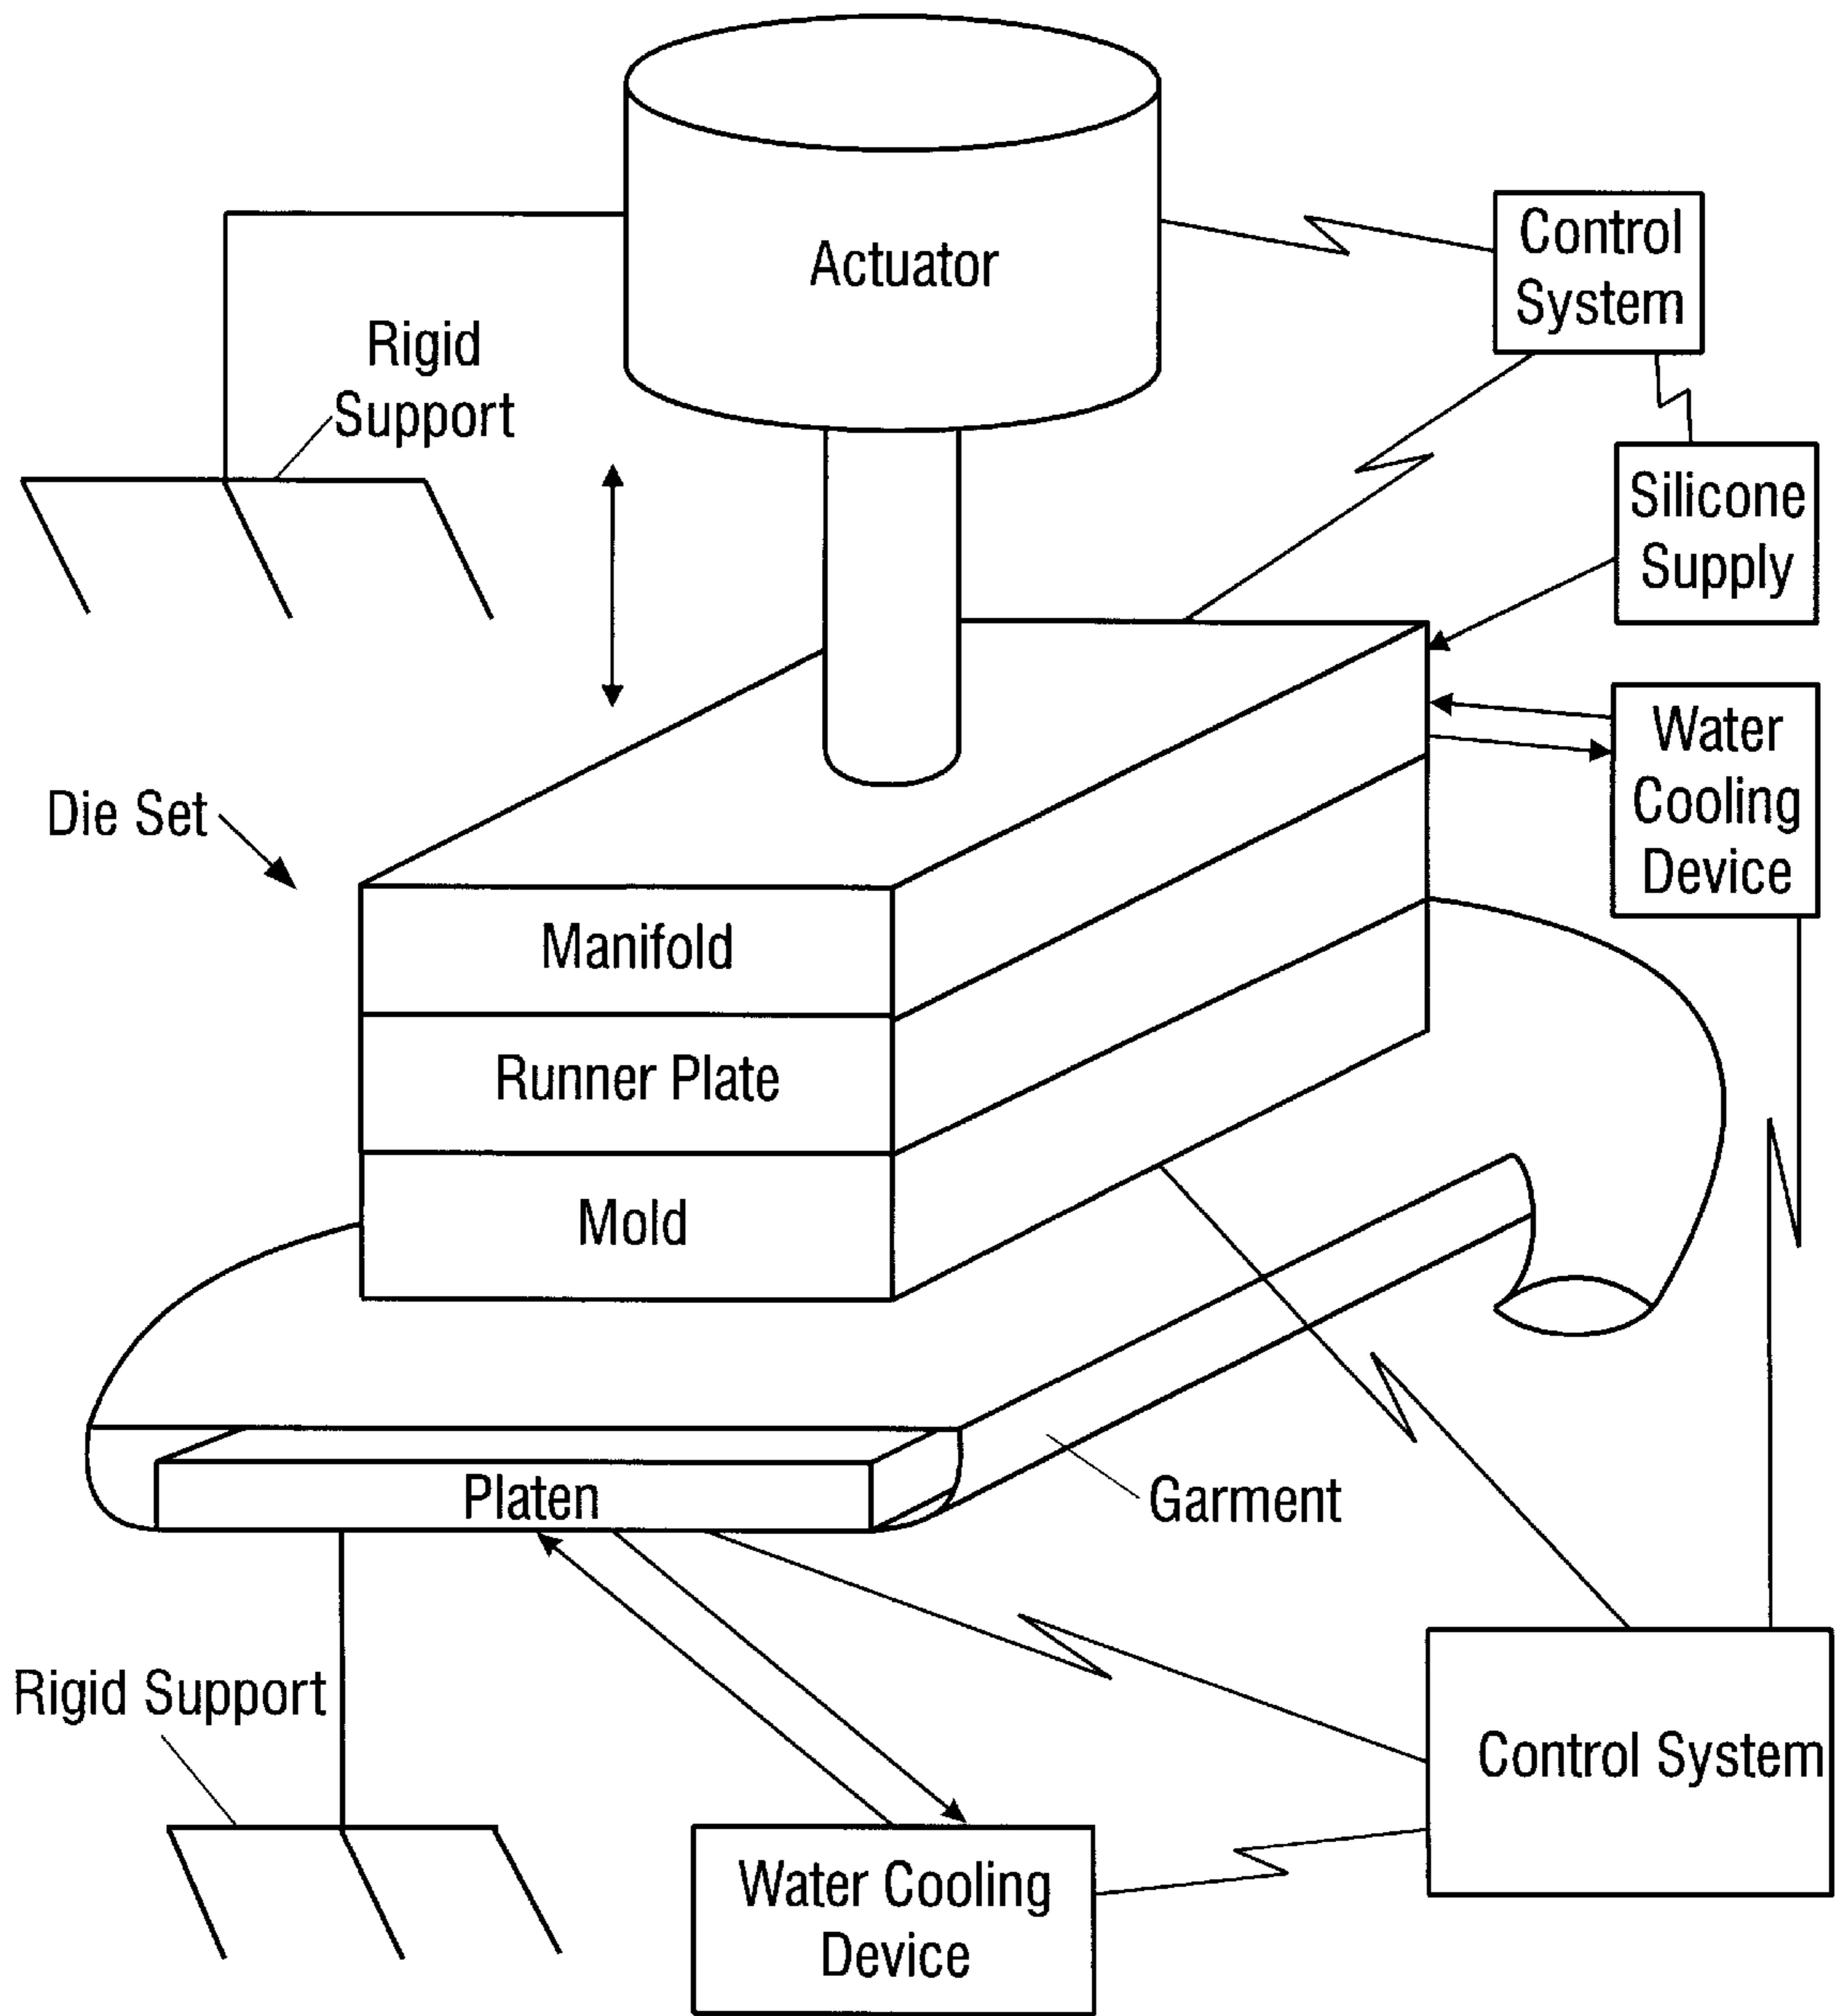 Actuator
Control
System
Rigid
Support
Silicone
Supply
Water
Cooling
Device
Die Set
Manifold
Runner Plate
Mold
Platen
Garment
Rigid Support
Control System
Water Cooling
Device